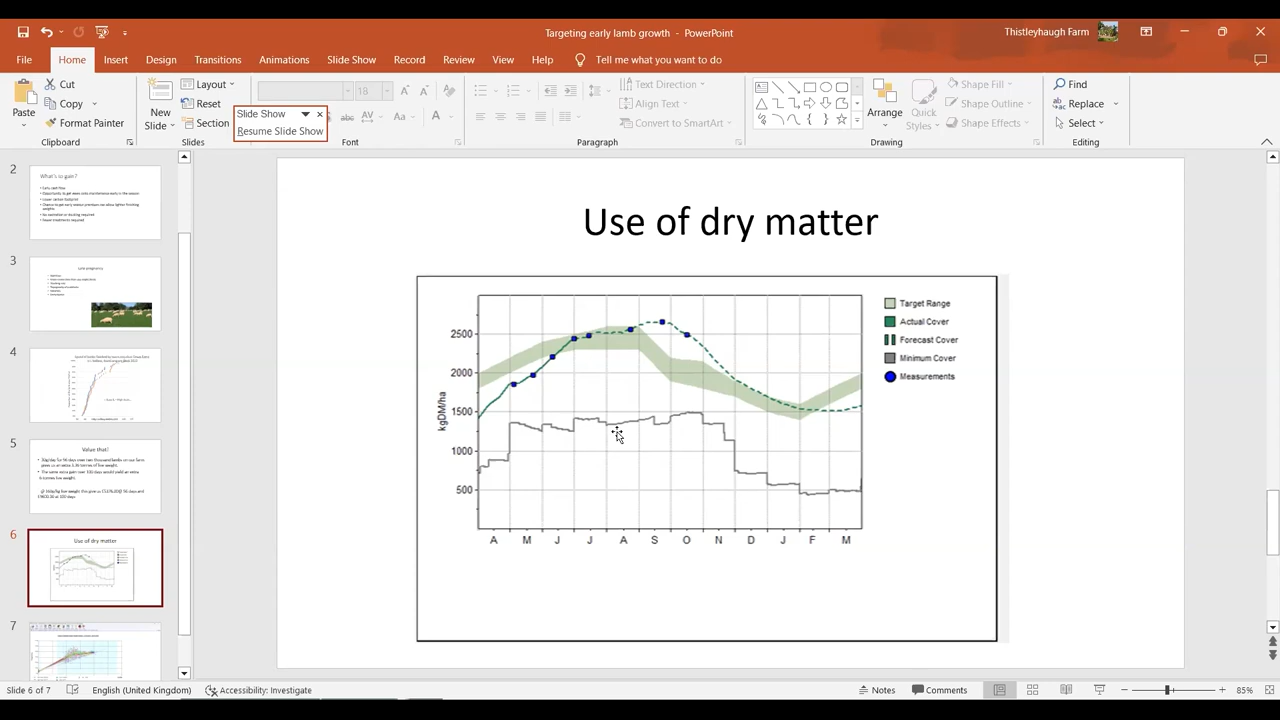 Targeting early lamb growth - PowerPoint
Thistleyhaugh Farm
File Home Insert Design Transitions Animations Slide Show Record Review View Help Tell me what you want to do
Paste
Cut
Copy
Format Painter
Clipboard
New Slide
Layout
Reset
Section
Slides
Slide Show
Resume Slide Show
18
Font
Text Direction
Align Text
Convert to SmartArt
Paragraph
Arrange
Quick Styles
Shape Fill
Shape Outline
Shape Effects
Drawing
Find
Replace
Select
Editing
2
3
4
5
Value that!
6
Use of dry matter
7
Use of dry matter
kgDM/ha
2500
2000
1500
1000
500
A M J J A S O N D J F M
Target Range
Actual Cover
Forecast Cover
Minimum Cover
Measurements
Slide 6 of 7 English (United Kingdom) Accessibility: Investigate Notes Comments 85%